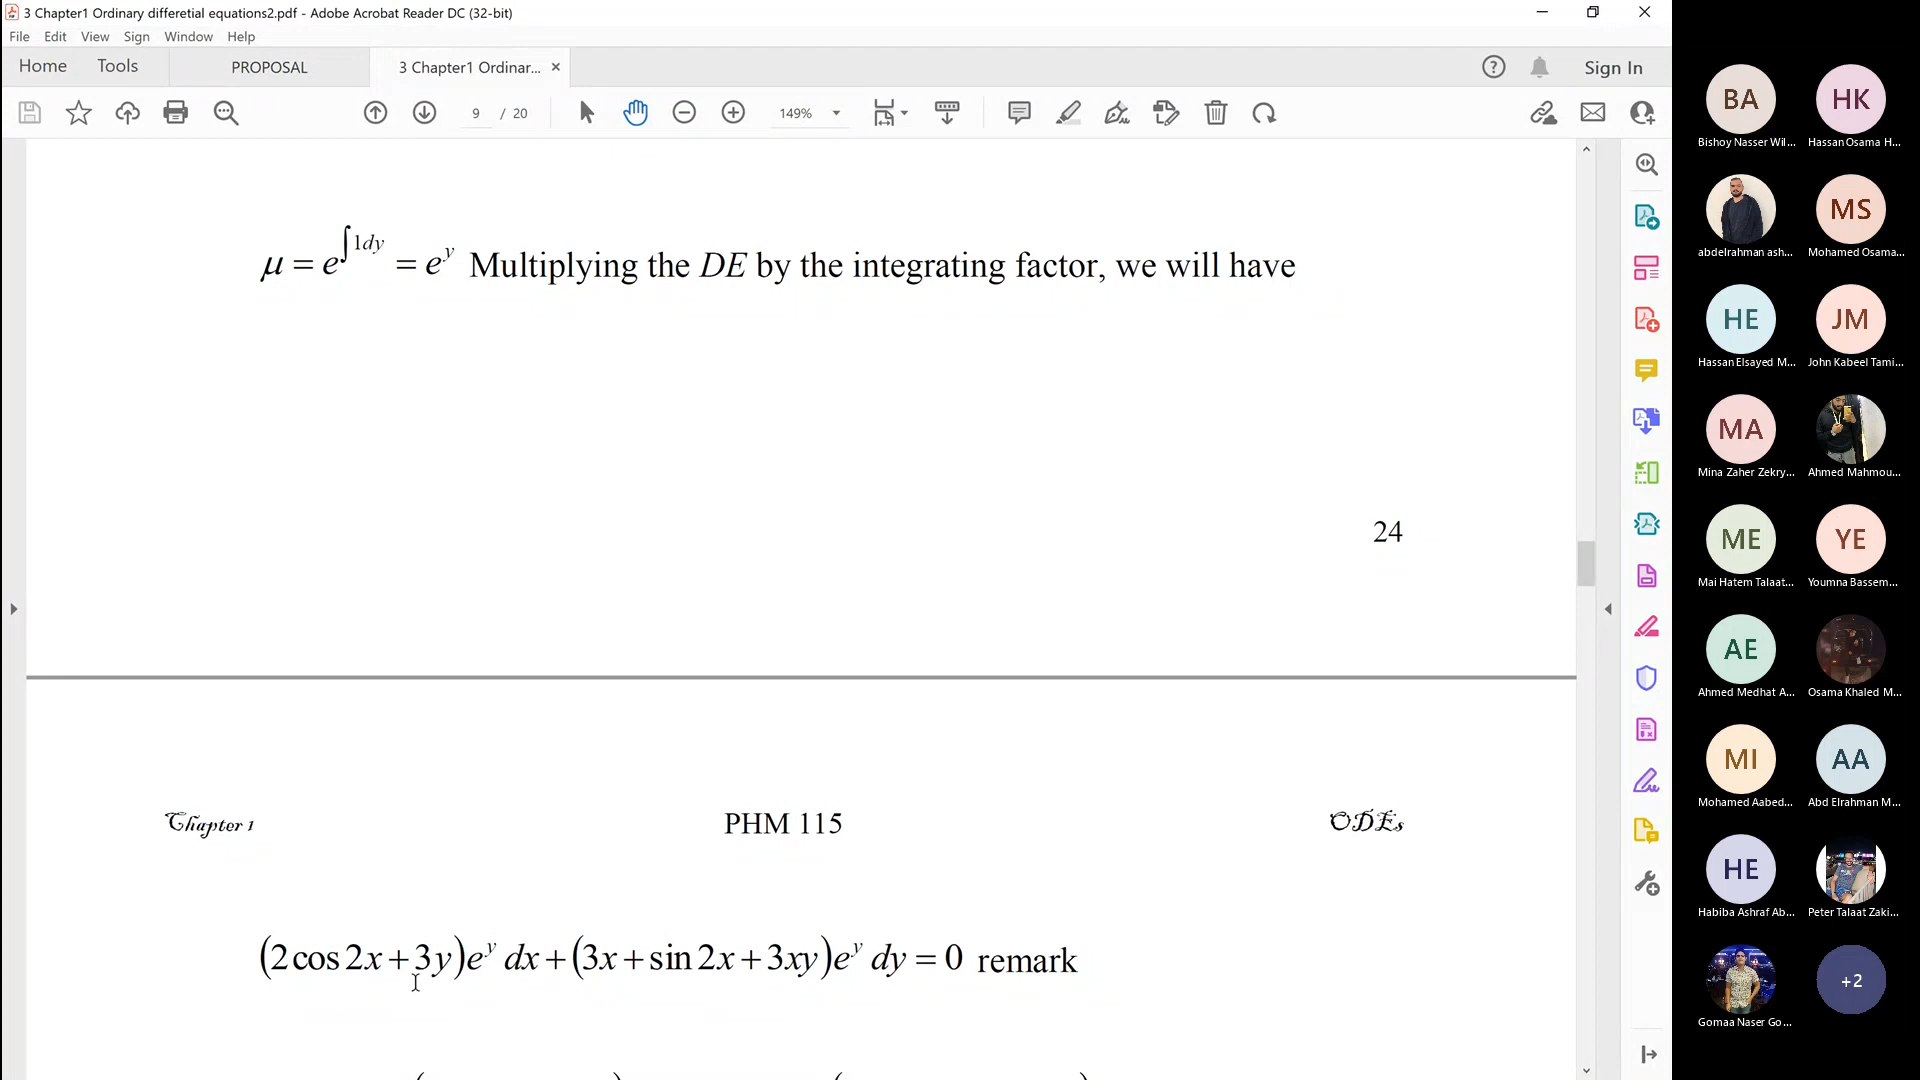 3 Chapter1 Ordinary differetial equations2.pdf - Adobe Acrobat Reader DC (32-bit)
File Edit View Sign Window Help
Home Tools PROPOSAL 3 Chapter1 Ordinar... × Sign In
9 / 20 149%
μ = e^{∫1dy} = e^y Multiplying the DE by the integrating factor, we will have
24
Chapter 1 PHM 115 ODEs
(2cos2x+3y)e^y dx+(3x+sin2x+3xy)e^y dy = 0 remark
BA HK
Bishoy Nasser Wil... Hassan Osama H...
MS
abdelrahman ash... Mohamed Osama...
HE JM
Hassan Elsayed M... John Kabeel Tami...
MA
Mina Zaher Zekry... Ahmed Mahmou...
ME YE
Mai Hatem Talaat... Youmna Bassem...
AE
Ahmed Medhat A... Osama Khaled M...
MI AA
Mohamed Aabed... Abd Elrahman M...
HE
Habiba Ashraf Ab... Peter Talaat Zaki...
+2
Gomaa Naser Go...